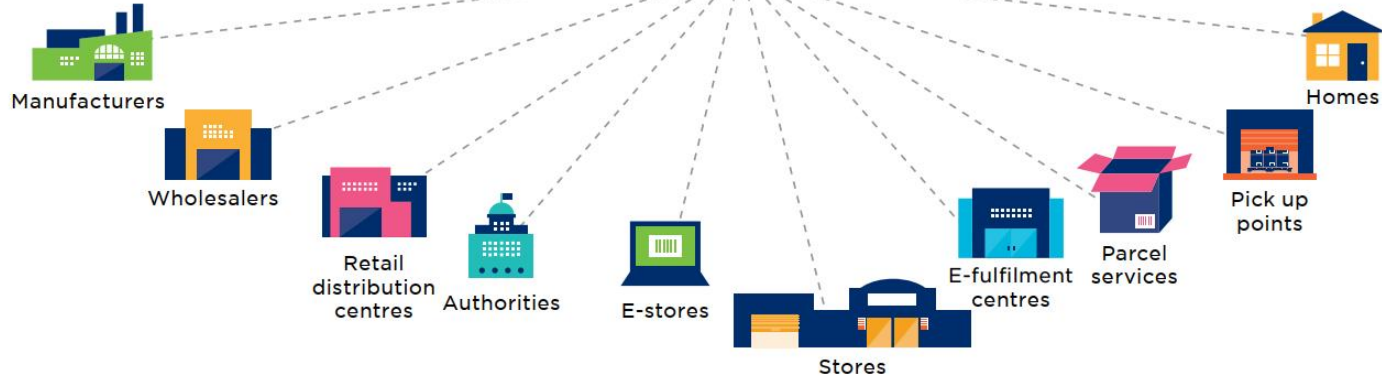 Manufacturers
Wholesalers
Retail
distribution
centres
Authorities
E-stores
Stores
E-fulfilment
centres
Parcel
services
Pick up
points
Homes